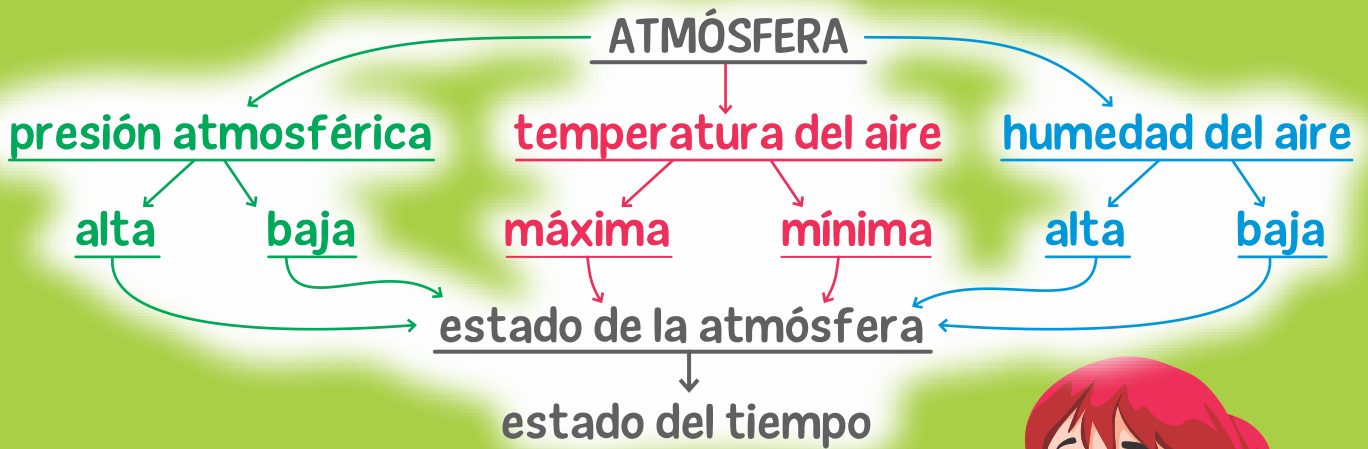 ATMÓSFERA
presión atmosférica temperatura del aire humedad del aire
alta baja máxima mínima alta baja
estado de la atmósfera
estado del tiempo